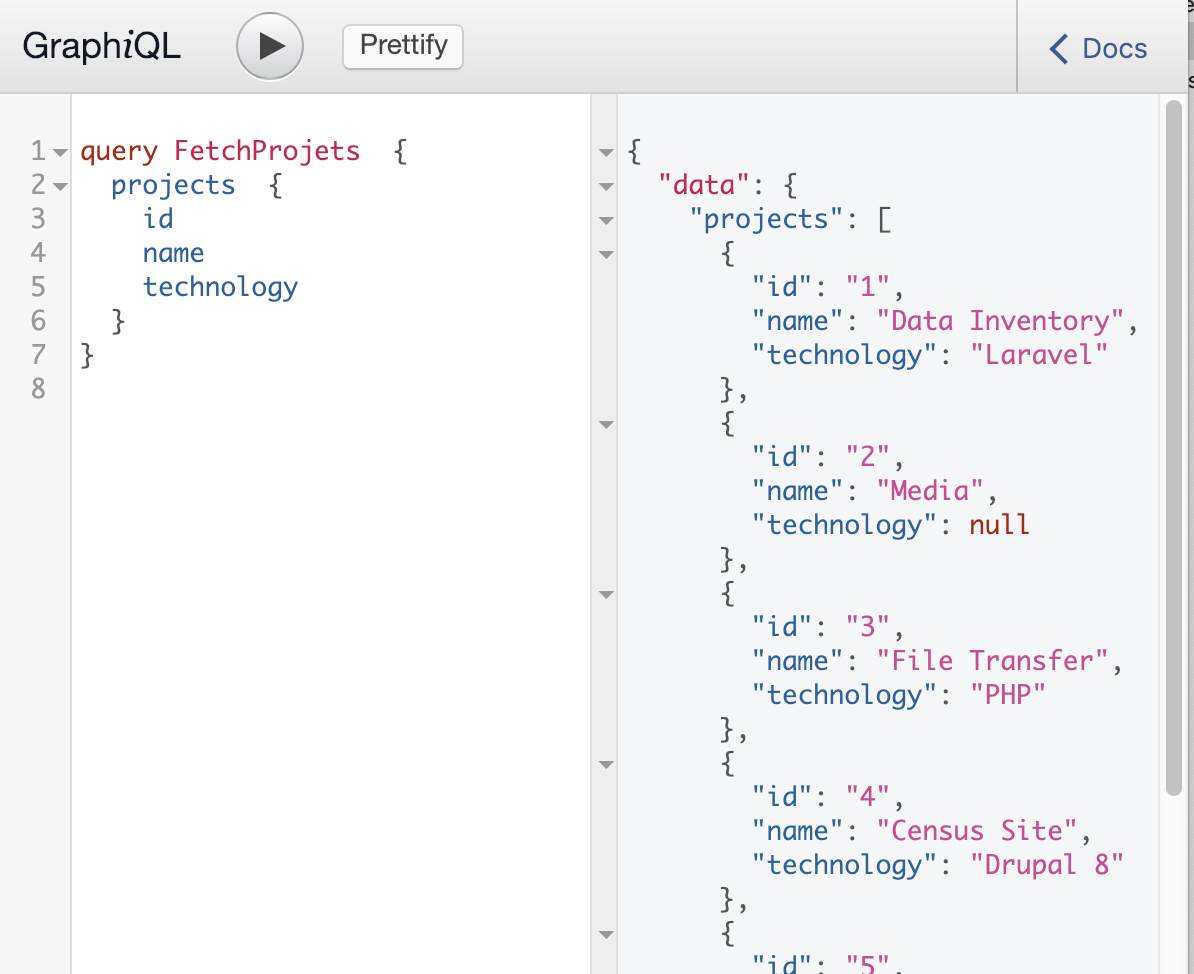 GraphiQL
Prettify
Docs
1 query FetchProjets  {
2   projects  {
3     id
4     name
5     technology
6   }
7 }
8
{
  "data": {
    "projects": [
      {
        "id": "1",
        "name": "Data Inventory",
        "technology": "Laravel"
      },
      {
        "id": "2",
        "name": "Media",
        "technology": null
      },
      {
        "id": "3",
        "name": "File Transfer",
        "technology": "PHP"
      },
      {
        "id": "4",
        "name": "Census Site",
        "technology": "Drupal 8"
      },
      {
        "id": "5",